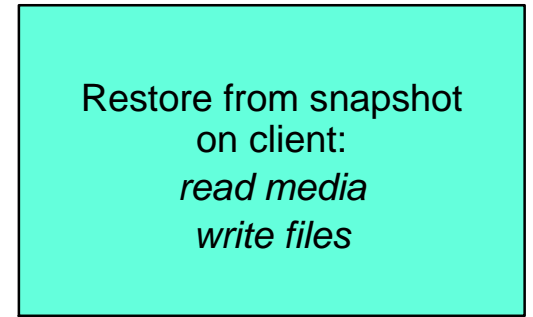 Restore from snapshot
on client:
read media
write files